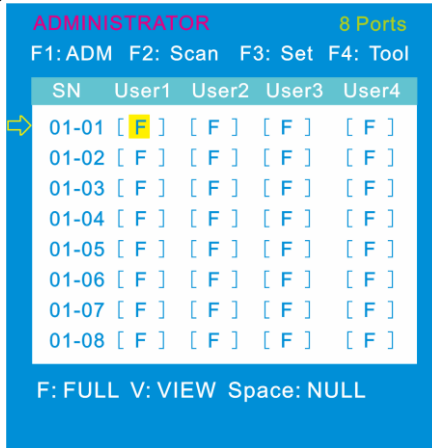 ADMINISTRATOR 8 Ports
F1: ADM F2: Scan F3: Set F4: Tool
SN User1 User2 User3 User4
01-01 [ F ] [ F ] [ F ] [ F ]
01-02 [ F ] [ F ] [ F ] [ F ]
01-03 [ F ] [ F ] [ F ] [ F ]
01-04 [ F ] [ F ] [ F ] [ F ]
01-05 [ F ] [ F ] [ F ] [ F ]
01-06 [ F ] [ F ] [ F ] [ F ]
01-07 [ F ] [ F ] [ F ] [ F ]
01-08 [ F ] [ F ] [ F ] [ F ]
F: FULL V: VIEW Space: NULL